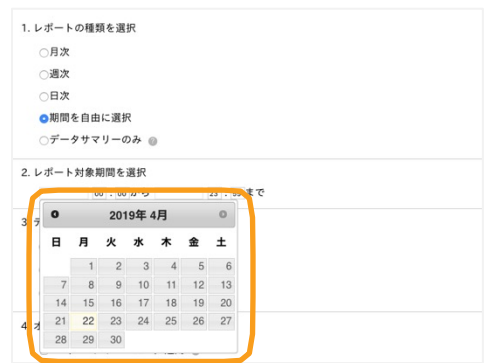 1. レポートの種類を選択
月次
週次
日次
期間を自由に選択
データサマリーのみ
2. レポート対象期間を選択
00 : 00 から 23 : 59 まで
3
2019年 4月
日 月 火 水 木 金 土
1 2 3 4 5 6
7 8 9 10 11 12 13
14 15 16 17 18 19 20
21 22 23 24 25 26 27
28 29 30
4